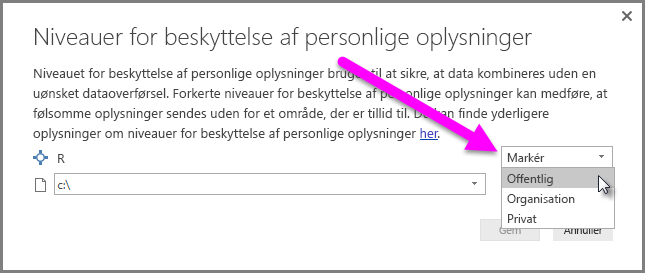 Niveauer for beskyttelse af personlige oplysninger
Niveauet for beskyttelse af personlige oplysninger bruges til at sikre, at data kombineres uden en
uønsket dataoverførsel. Forkerte niveauer for beskyttelse af personlige oplysninger kan medføre, at
følsomme oplysninger sendes uden for et område, der er tillid til. Du kan finde yderligere
oplysninger om niveauer for beskyttelse af personlige oplysninger her.
R
Markér
c:\
Offentlig
Organisation
Privat
Gem
Annuller